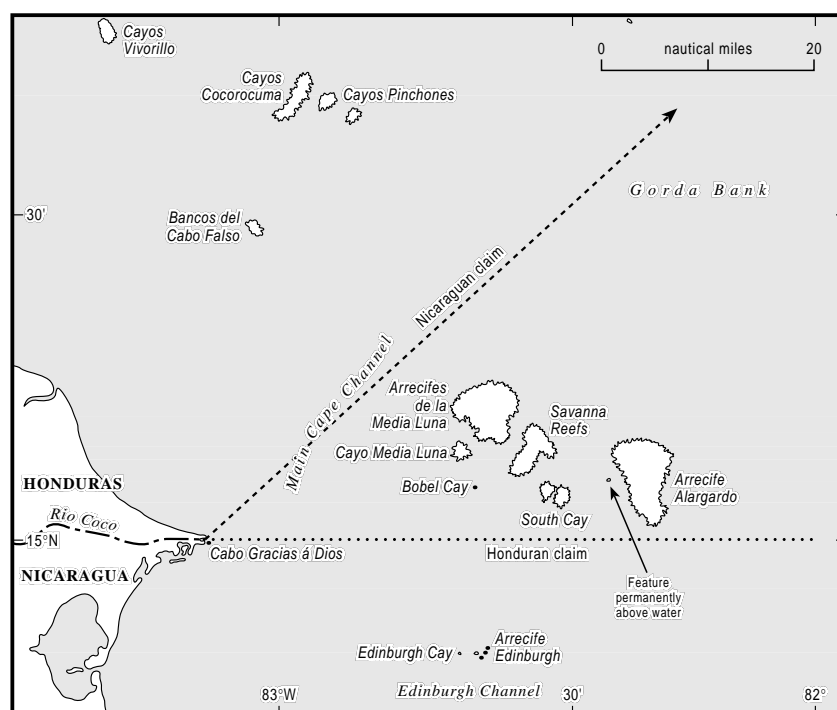 Cayos
Vivorillo
0 nautical miles 20
Cayos
Cocorocuma
Cayos Pinchones
Gorda Bank
30'
Bancos del
Cabo Falso
Nicaraguan claim
Main Cape Channel
Arrecifes
de la
Media Luna
Savanna
Reefs
Cayo Media Luna
HONDURAS
Bobel Cay
Arrecife
Alargardo
Rio Coco
South Cay
15°N
Cabo Gracias á Dios
Honduran claim
NICARAGUA
Feature
permanently
above water
Edinburgh Cay
Arrecife
Edinburgh
Edinburgh Channel
83°W
30'
82°